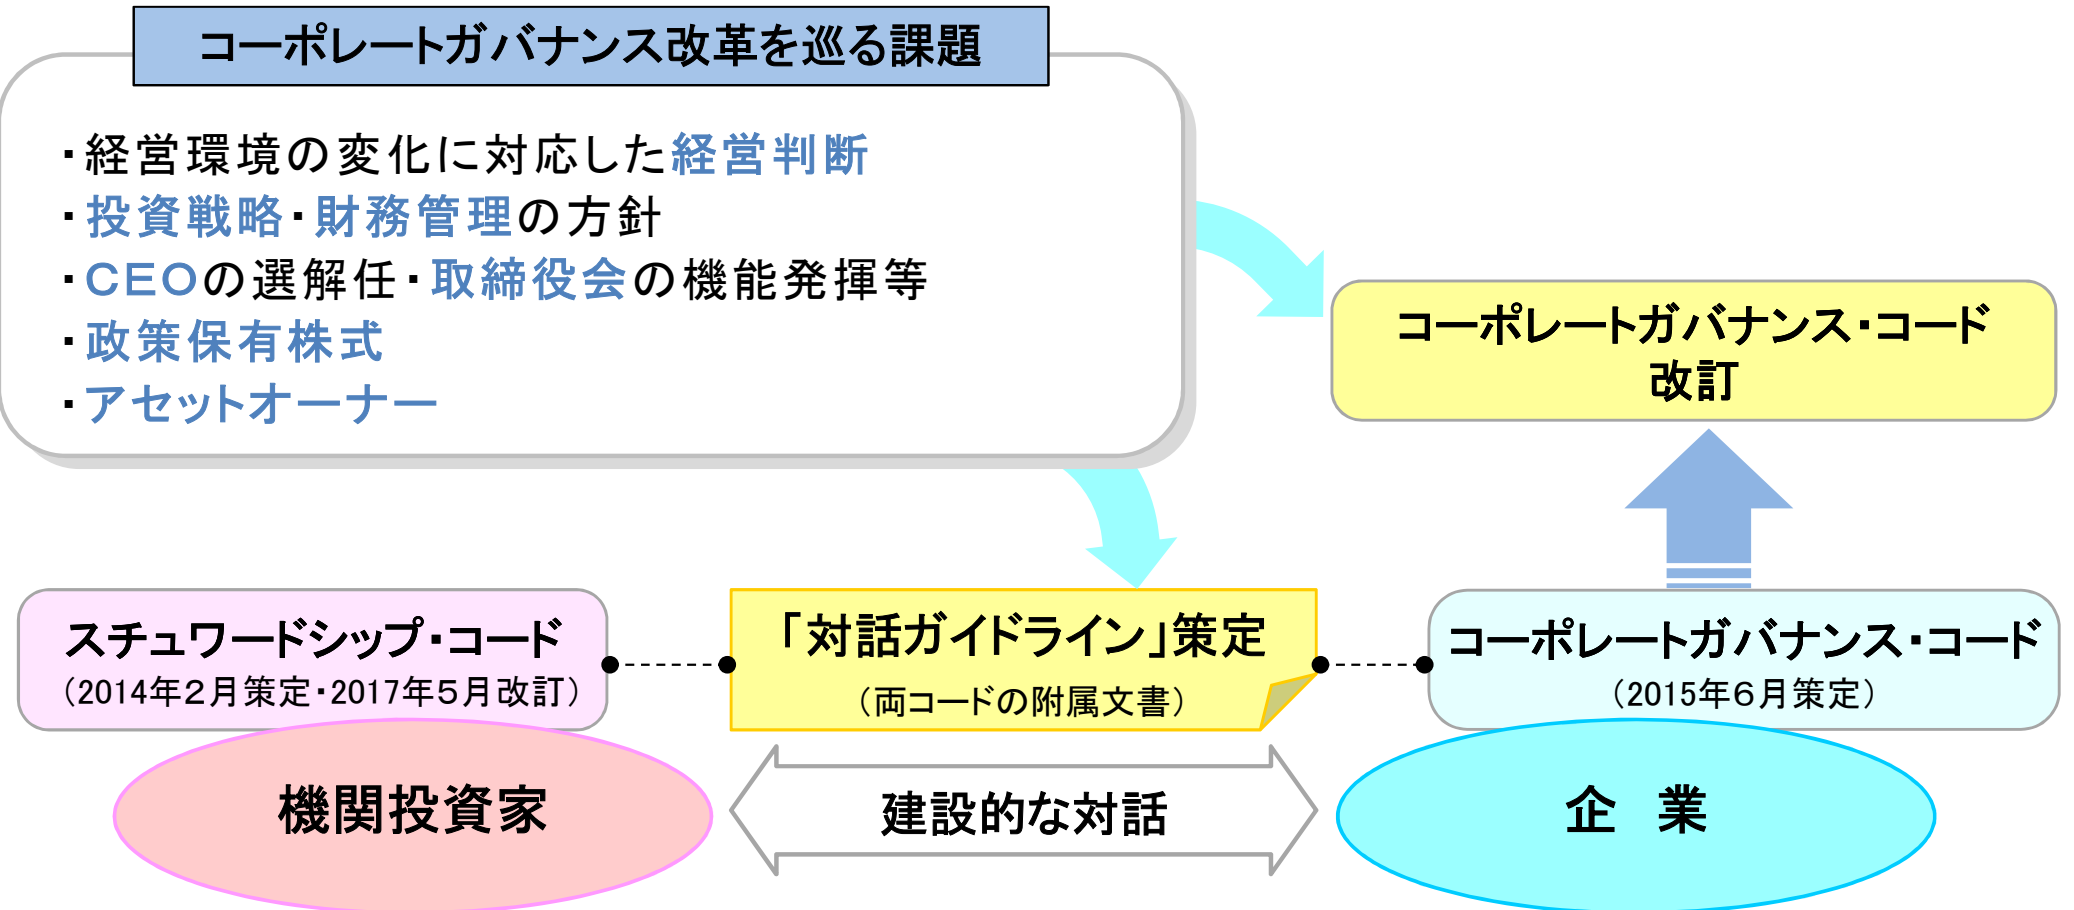 コーポレートガバナンス改革を巡る課題
・経営環境の変化に対応した経営判断
・投資戦略・財務管理の方針
・CEOの選解任・取締役会の機能発揮等
・政策保有株式
・アセットオーナー
コーポレートガバナンス・コード
改訂
スチュワードシップ・コード
（2014年２月策定・2017年５月改訂）
「対話ガイドライン」策定
（両コードの附属文書）
コーポレートガバナンス・コード
（2015年６月策定）
機関投資家
建設的な対話
企　業